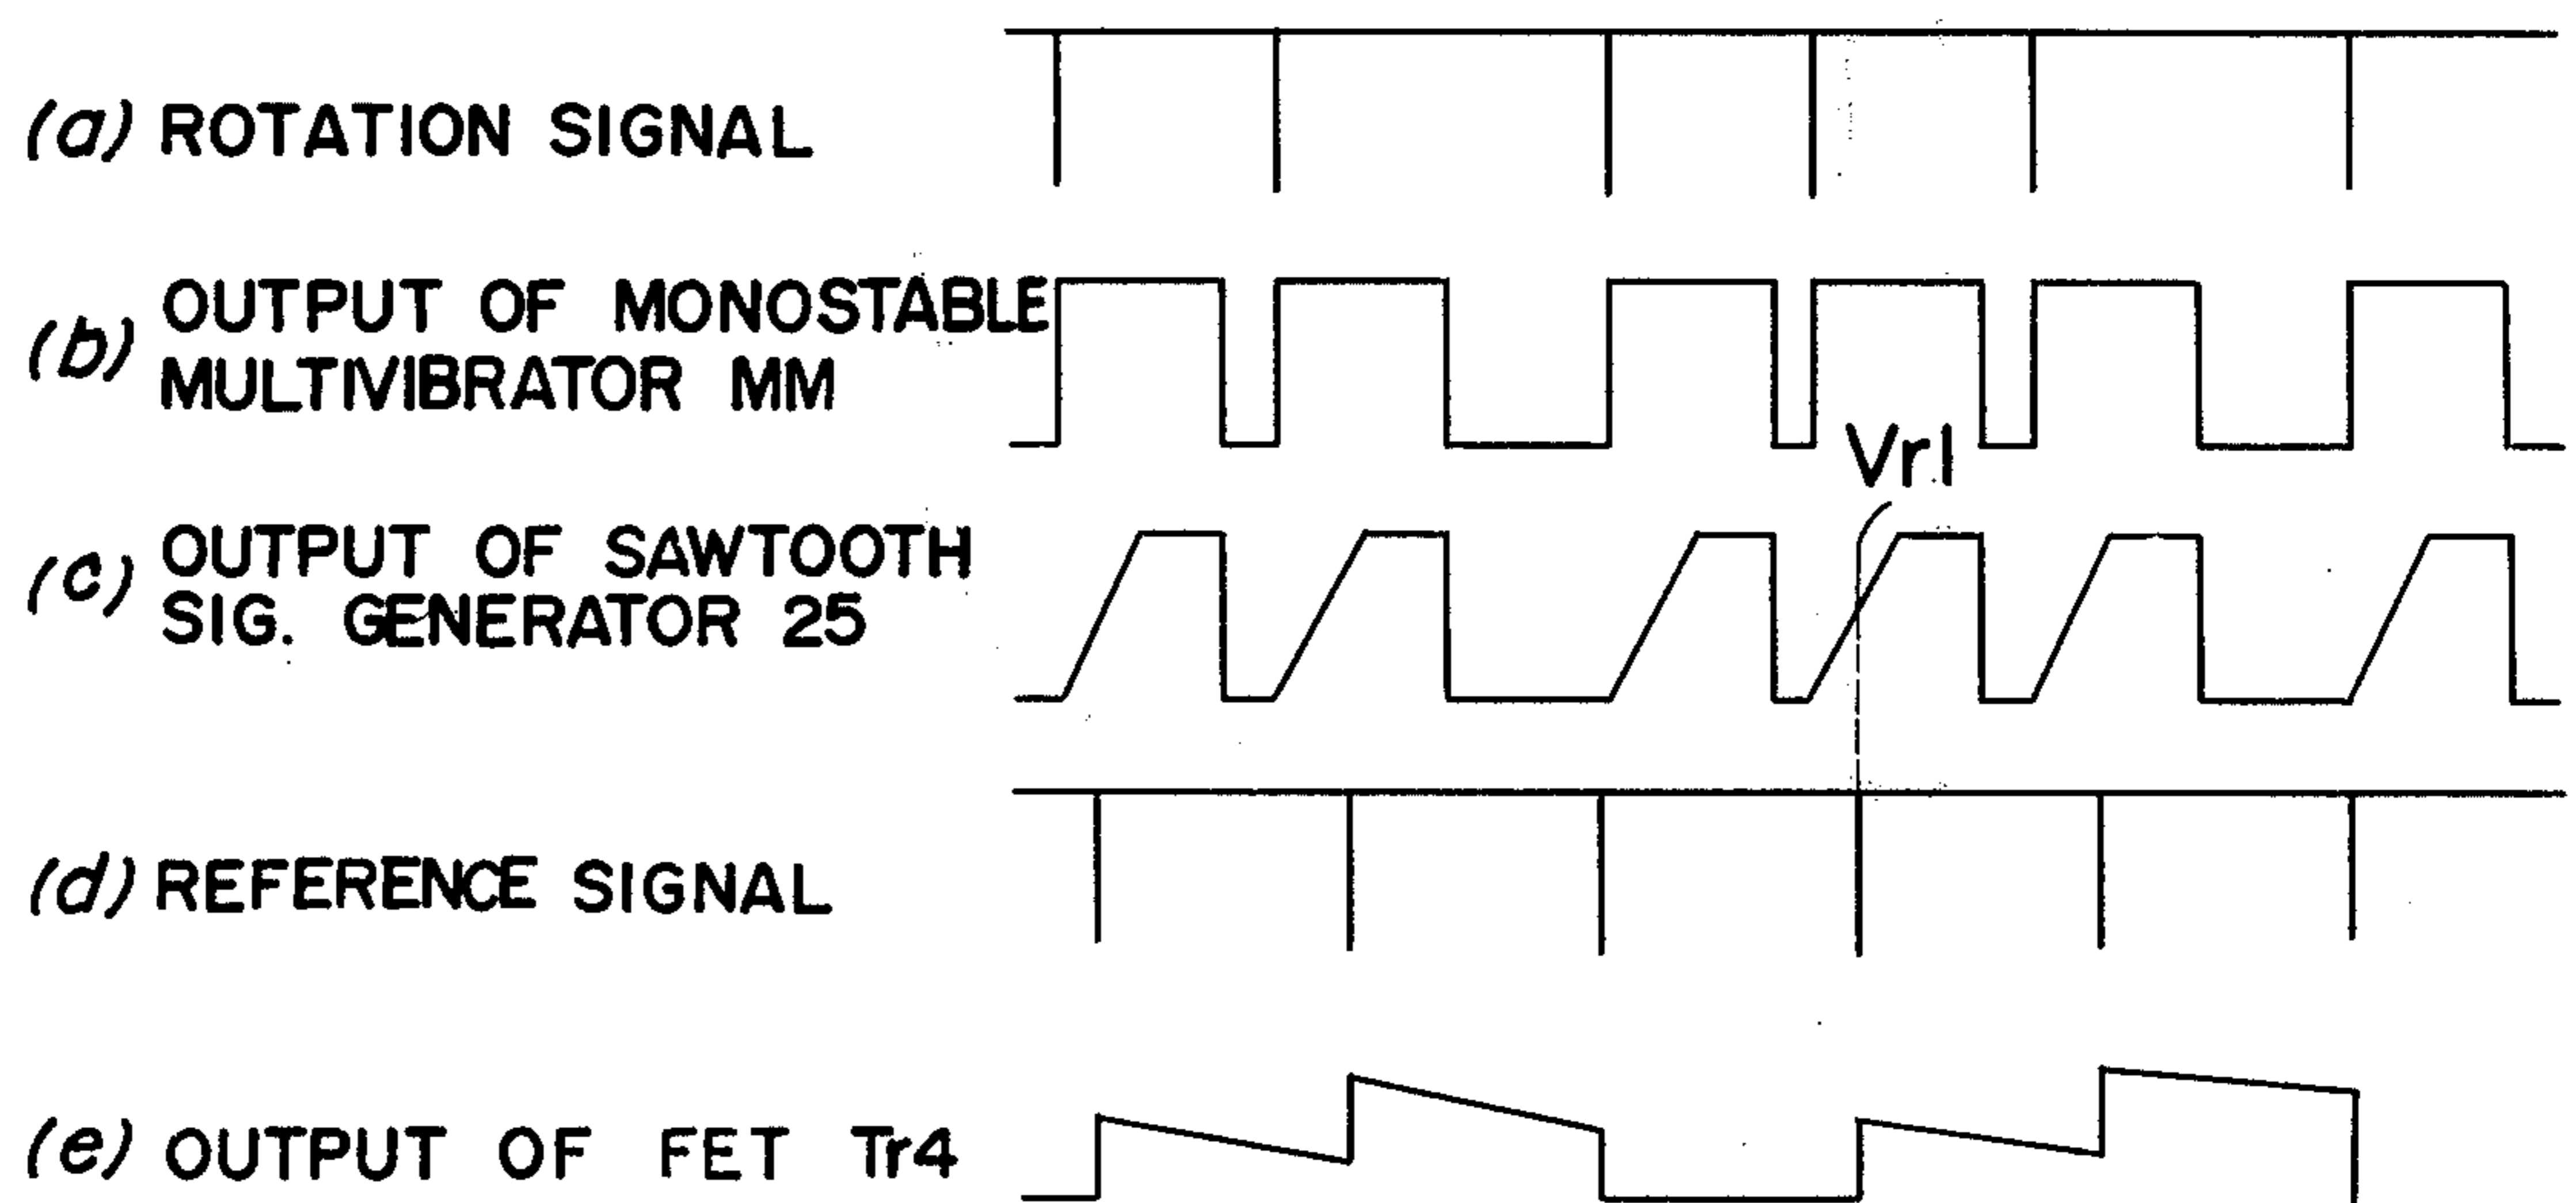 (a) ROTATION SIGNAL
(b) OUTPUT OF MONOSTABLE
MULTIVIBRATOR MM
Vr1
(c) OUTPUT OF SAWTOOTH
SIG. GENERATOR 25
(d) REFERENCE SIGNAL
(e) OUTPUT OF FET Tr4